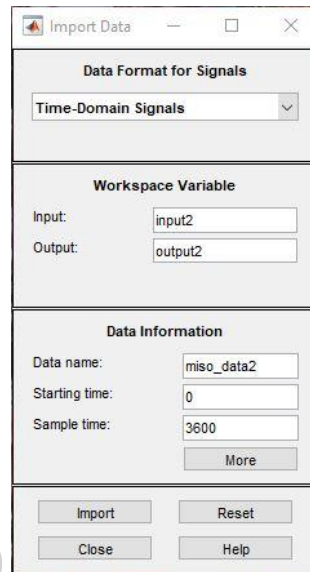 Import Data
Data Format for Signals
Time-Domain Signals
Workspace Variable
Input: input2
Output: output2
Data Information
Data name: miso_data2
Starting time: 0
Sample time: 3600
More
Import Reset
Close Help